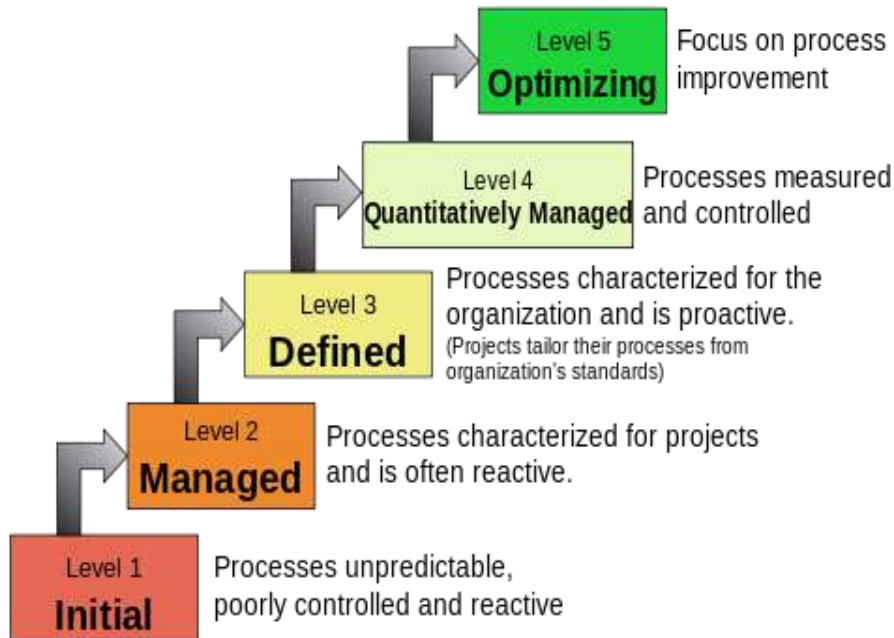 Level 5
Optimizing
Focus on process
improvement
Level 4
Quantitatively Managed
Processes measured
and controlled
Level 3
Defined
Processes characterized for the
organization and is proactive.
(Projects tailor their processes from
organization's standards)
Level 2
Managed
Processes characterized for projects
and is often reactive.
Level 1
Initial
Processes unpredictable,
poorly controlled and reactive